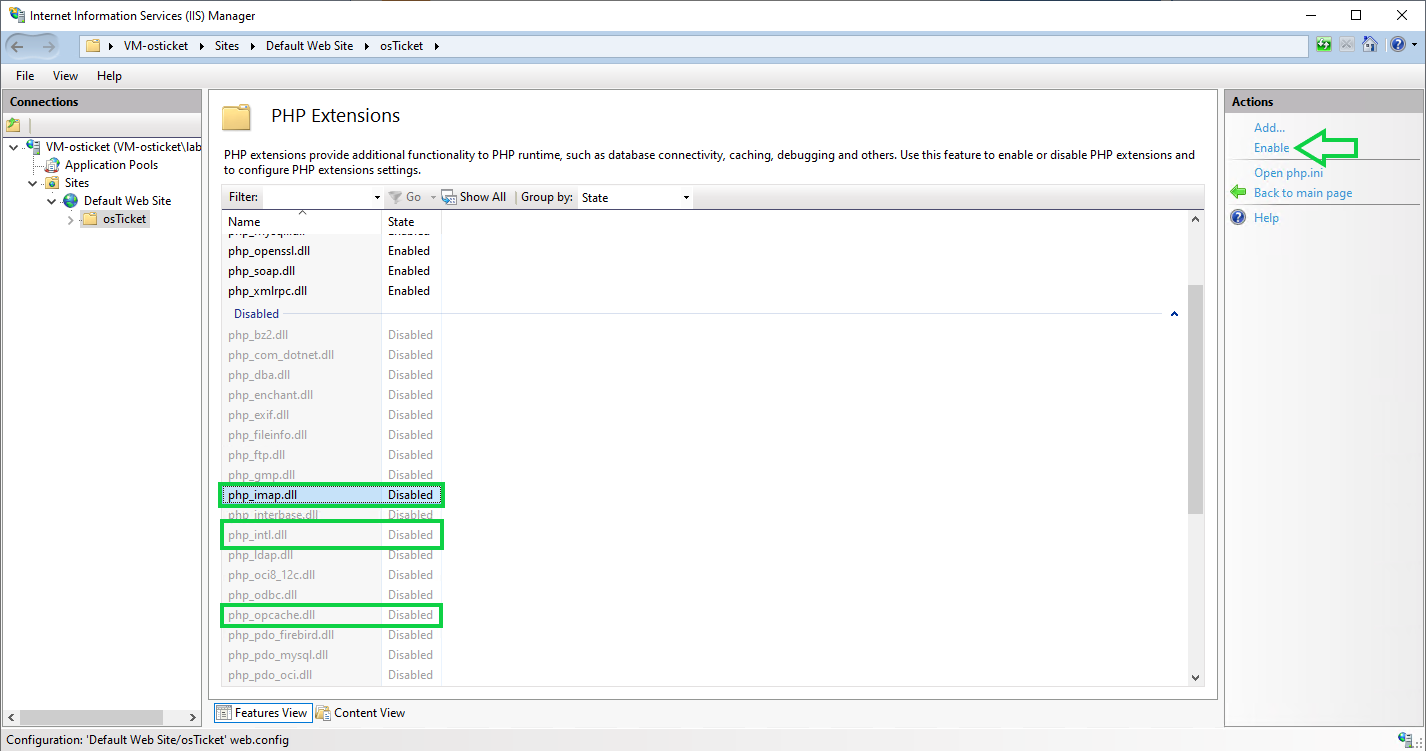 Internet Information Services (IIS) Manager
VM-osticket Sites Default Web Site osTicket
File View Help
Connections
VM-osticket (VM-osticket\lab
Application Pools
Sites
Default Web Site
osTicket
PHP Extensions
PHP extensions provide additional functionality to PHP runtime, such as database connectivity, caching, debugging and others. Use this feature to enable or disable PHP extensions and
to configure PHP extensions settings.
Filter: Go Show All Group by: State
Name State
php_openssl.dll Enabled
php_soap.dll Enabled
php_xmlrpc.dll Enabled
Disabled
php_bz2.dll Disabled
php_com_dotnet.dll Disabled
php_dba.dll Disabled
php_enchant.dll Disabled
php_exif.dll Disabled
php_fileinfo.dll Disabled
php_ftp.dll Disabled
php_gmp.dll Disabled
php_imap.dll Disabled
php_interbase.dll Disabled
php_intl.dll Disabled
php_ldap.dll Disabled
php_oci8_12c.dll Disabled
php_odbc.dll Disabled
php_opcache.dll Disabled
php_pdo_firebird.dll Disabled
php_pdo_mysql.dll Disabled
php_pdo_oci.dll Disabled
Features View Content View
Actions
Add...
Enable
Open php.ini
Back to main page
Help
Configuration: 'Default Web Site/osTicket' web.config